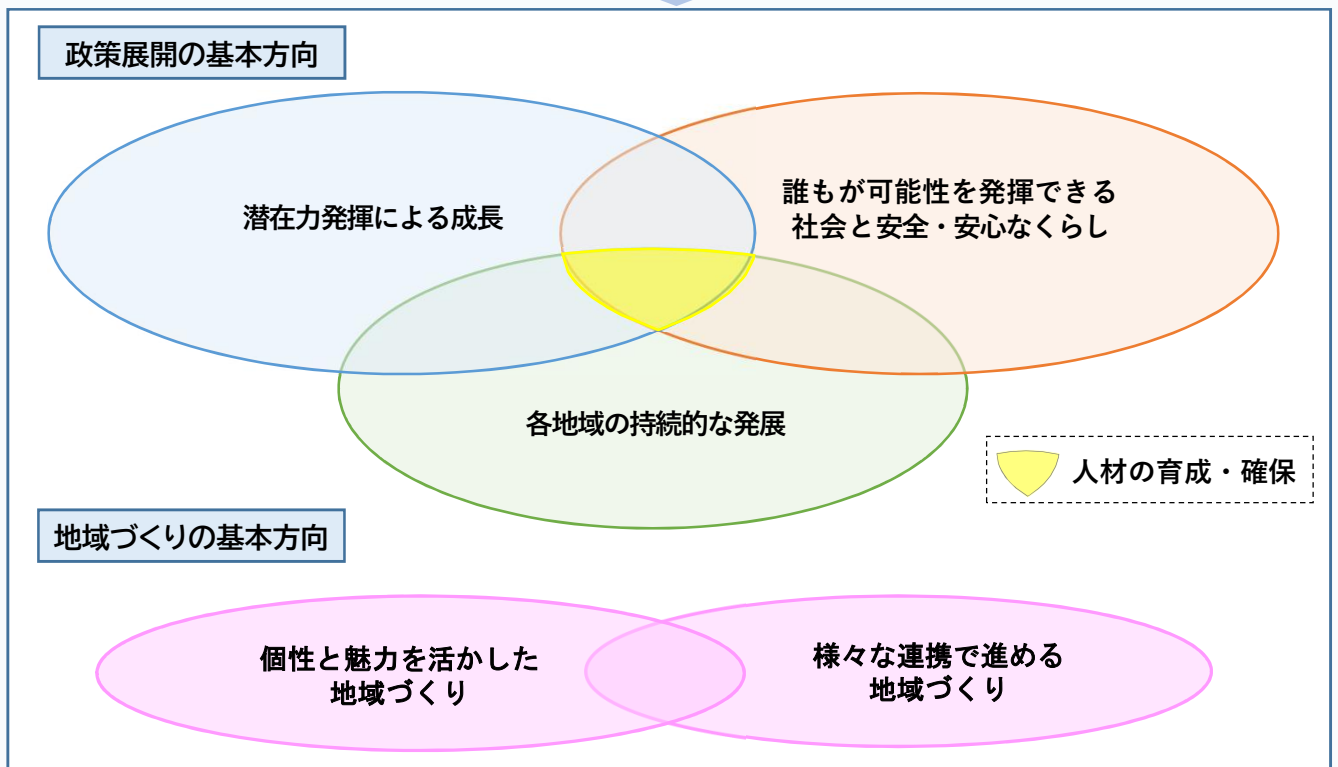 政策展開の基本方向
潜在力発揮による成長
誰もが可能性を発揮できる
社会と安全・安心なくらし
各地域の持続的な発展
人材の育成・確保
地域づくりの基本方向
個性と魅力を活かした
地域づくり
様々な連携で進める
地域づくり